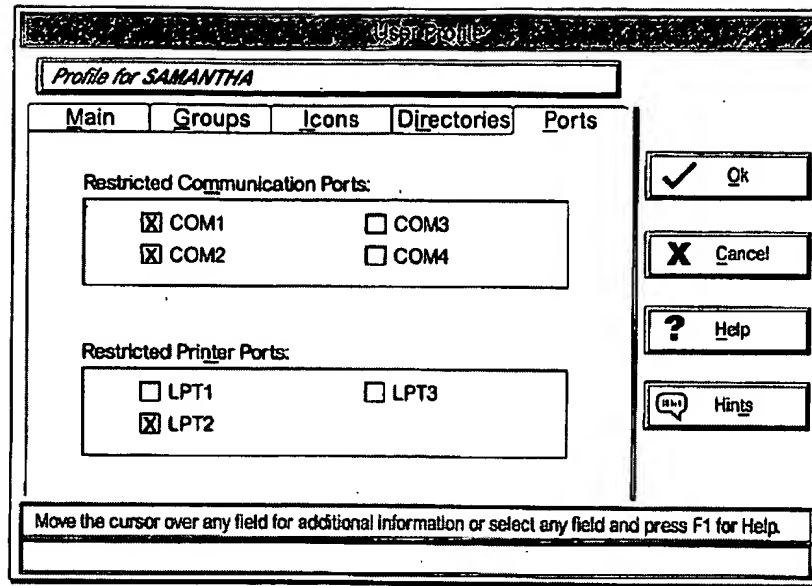 User Profile
Profile for SAMANTHA
Main Groups Icons Directories Ports
Restricted Communication Ports:
COM1 COM3
COM2 COM4
Restricted Printer Ports:
LPT1 LPT3
LPT2
Ok
Cancel
Help
Hints
Move the cursor over any field for additional information or select any field and press F1 for Help.